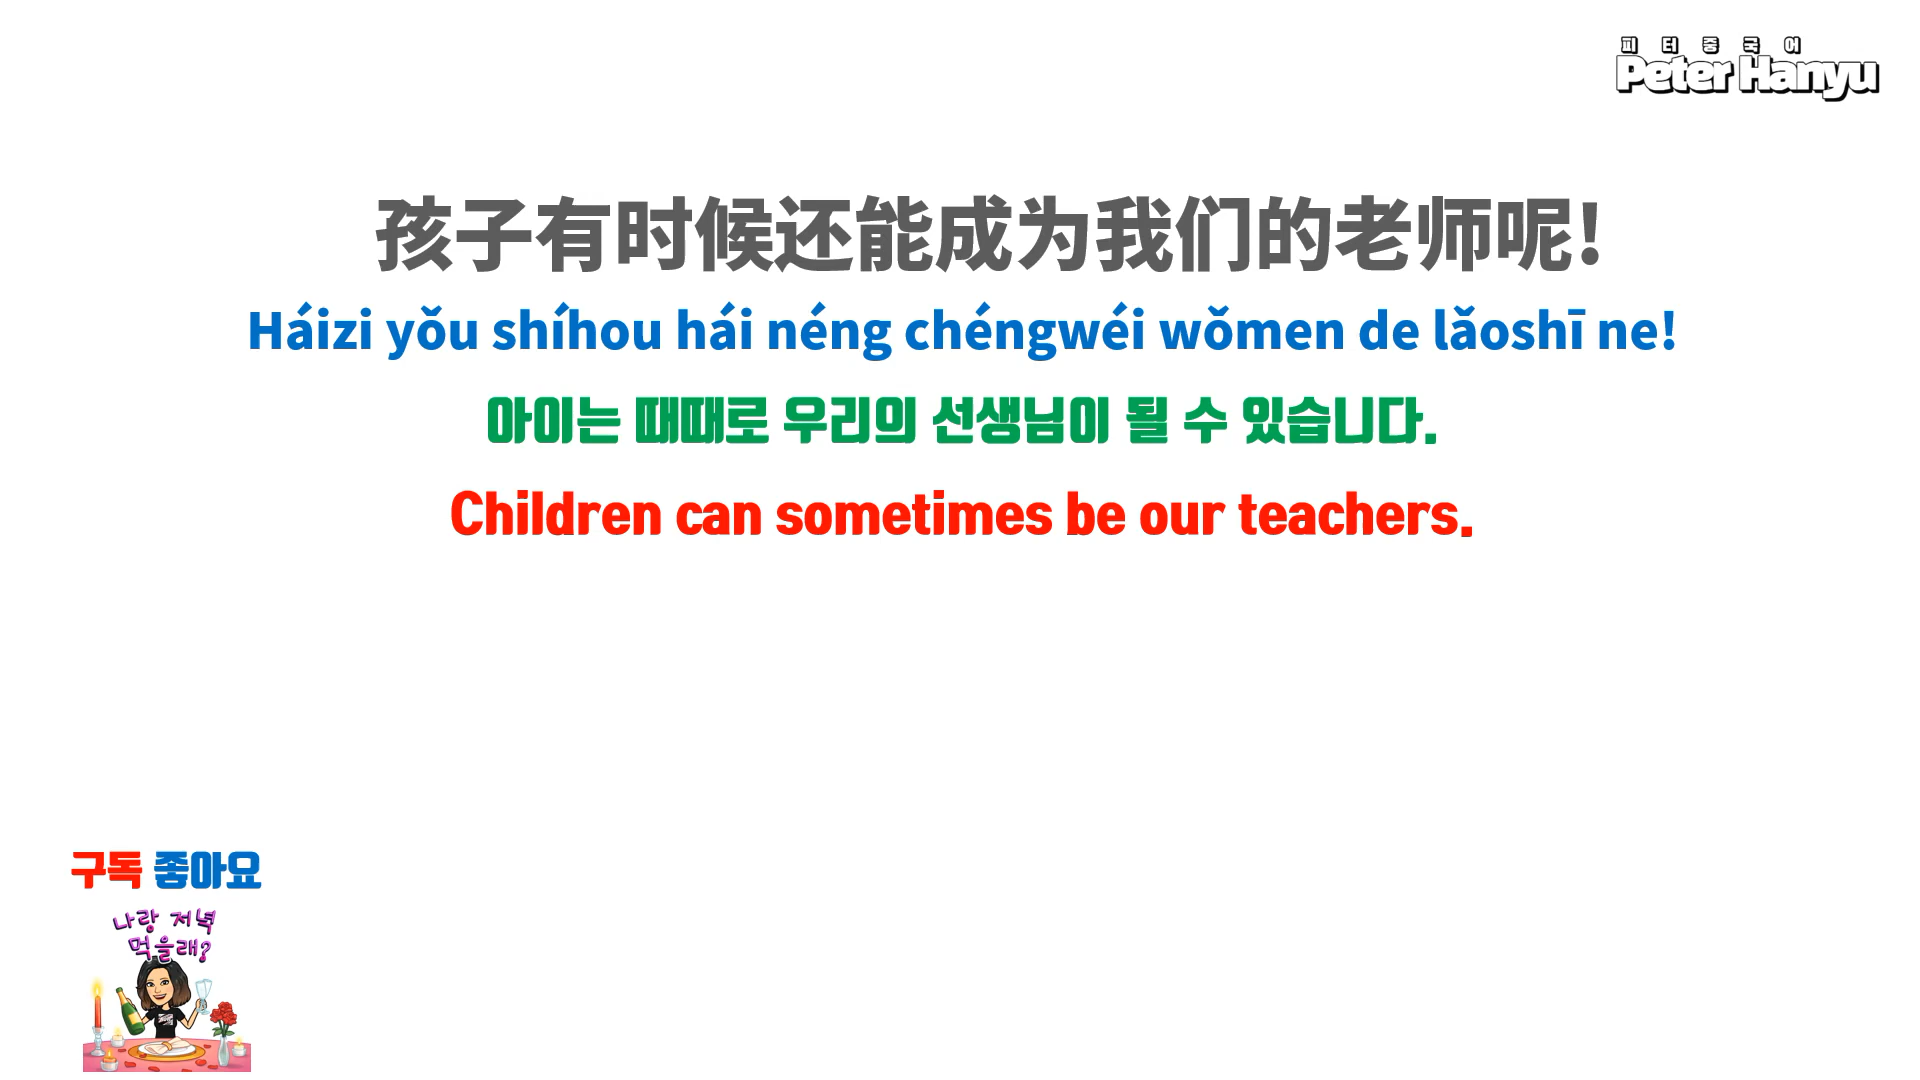 피터중국어
Peter Hanyu
孩子有时候还能成为我们的老师呢!
Háizi yǒu shíhou hái néng chéngwéi wǒmen de lǎoshī ne!
아이는 때때로 우리의 선생님이 될 수 있습니다.
Children can sometimes be our teachers.
구독 좋아요
나랑 저녁
먹을래?